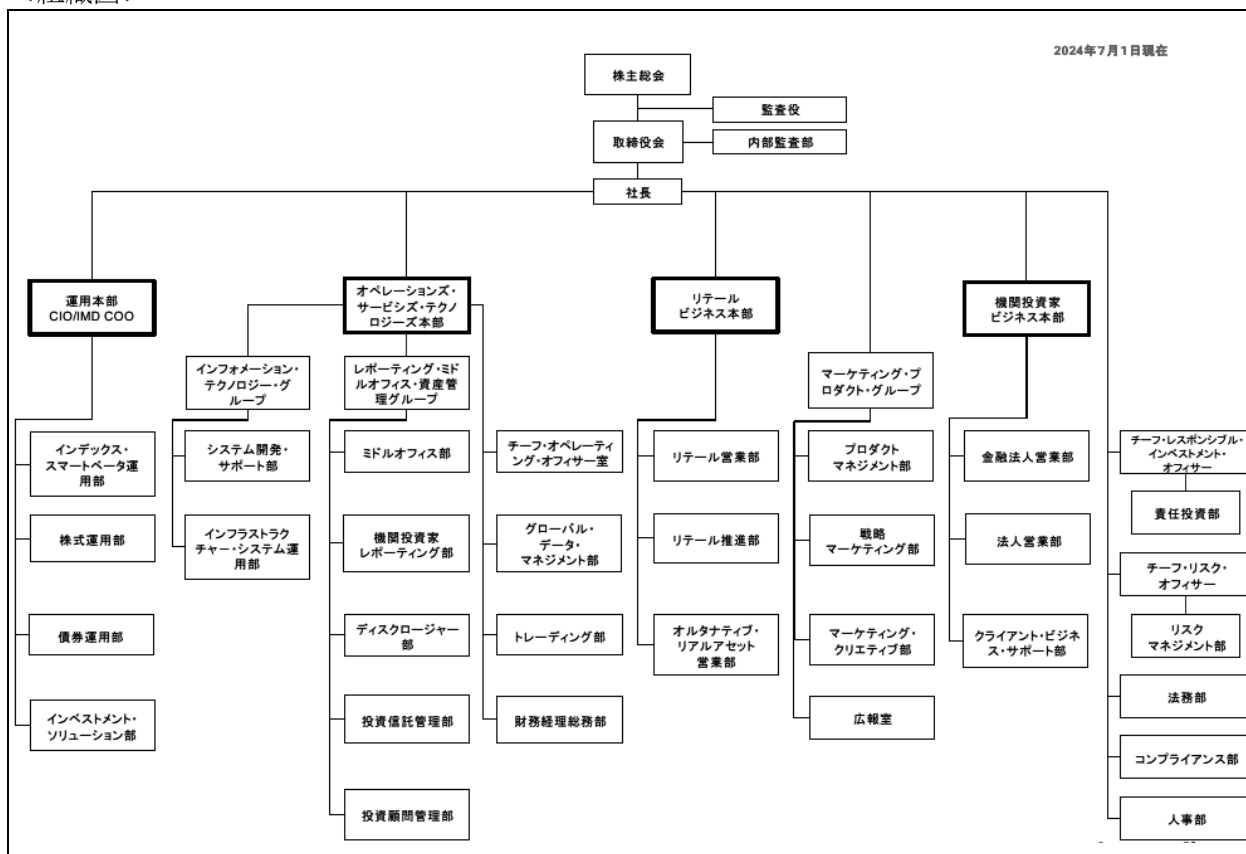 2024年7月1日現在
株主総会
監査役
取締役会
内部監査部
社長
運用本部
CIO/IMD COO
オペレーションズ・
サービシズ・テクノ
ロジーズ本部
リテール
ビジネス本部
機関投資家
ビジネス本部
インフォメーション・
テクノロジー・グ
ループ
レポーティング・ミド
ルオフィス・資産管
理グループ
マーケティング・プ
ロダクト・グループ
インデックス・
スマートベータ運
用部
システム開発・
サポート部
ミドルオフィス部
チーフ・オペレーティ
ング・オフィサー室
リテール営業部
プロダクト
マネジメント部
金融法人営業部
チーフ・レスポンシブル・
インベストメント・
オフィサー
責任投資部
株式運用部
インフラストラク
チャー・システム運
用部
機関投資家
レポーティング部
グローバル・
データ・
マネジメント部
リテール推進部
戦略
マーケティング部
法人営業部
チーフ・リスク・
オフィサー
債券運用部
ディスクロージャー
部
トレーディング部
オルタナティブ・
リアルアセット
営業部
マーケティング・
クリエイティブ部
クライアント・ビジネ
ス・サポート部
リスク
マネジメント部
インベストメント・
ソリューション部
投資信託管理部
財務経理総務部
広報室
法務部
コンプライアンス部
投資顧問管理部
人事部